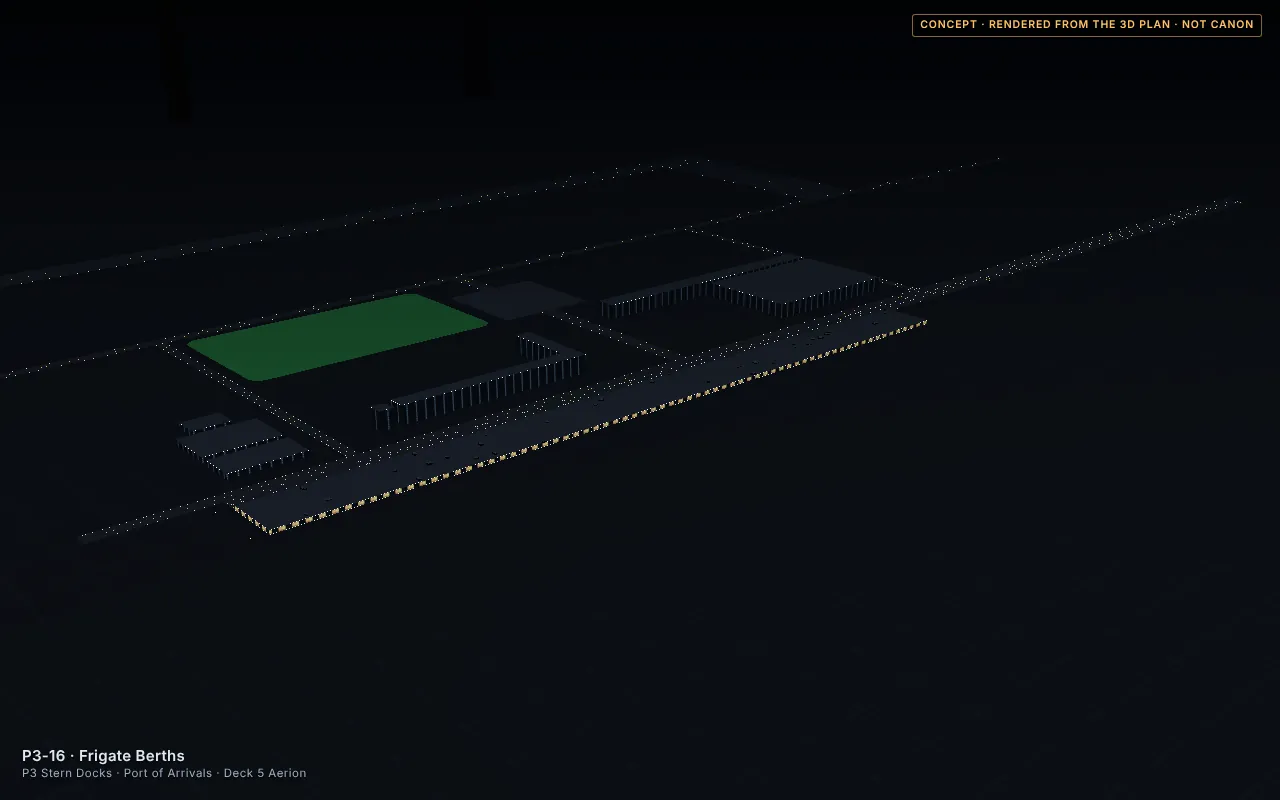 CONCEPT · RENDERED FROM THE 3D PLAN · NOT CANON
P3-16 · Frigate Berths
P3 Stern Docks · Port of Arrivals · Deck 5 Aerion